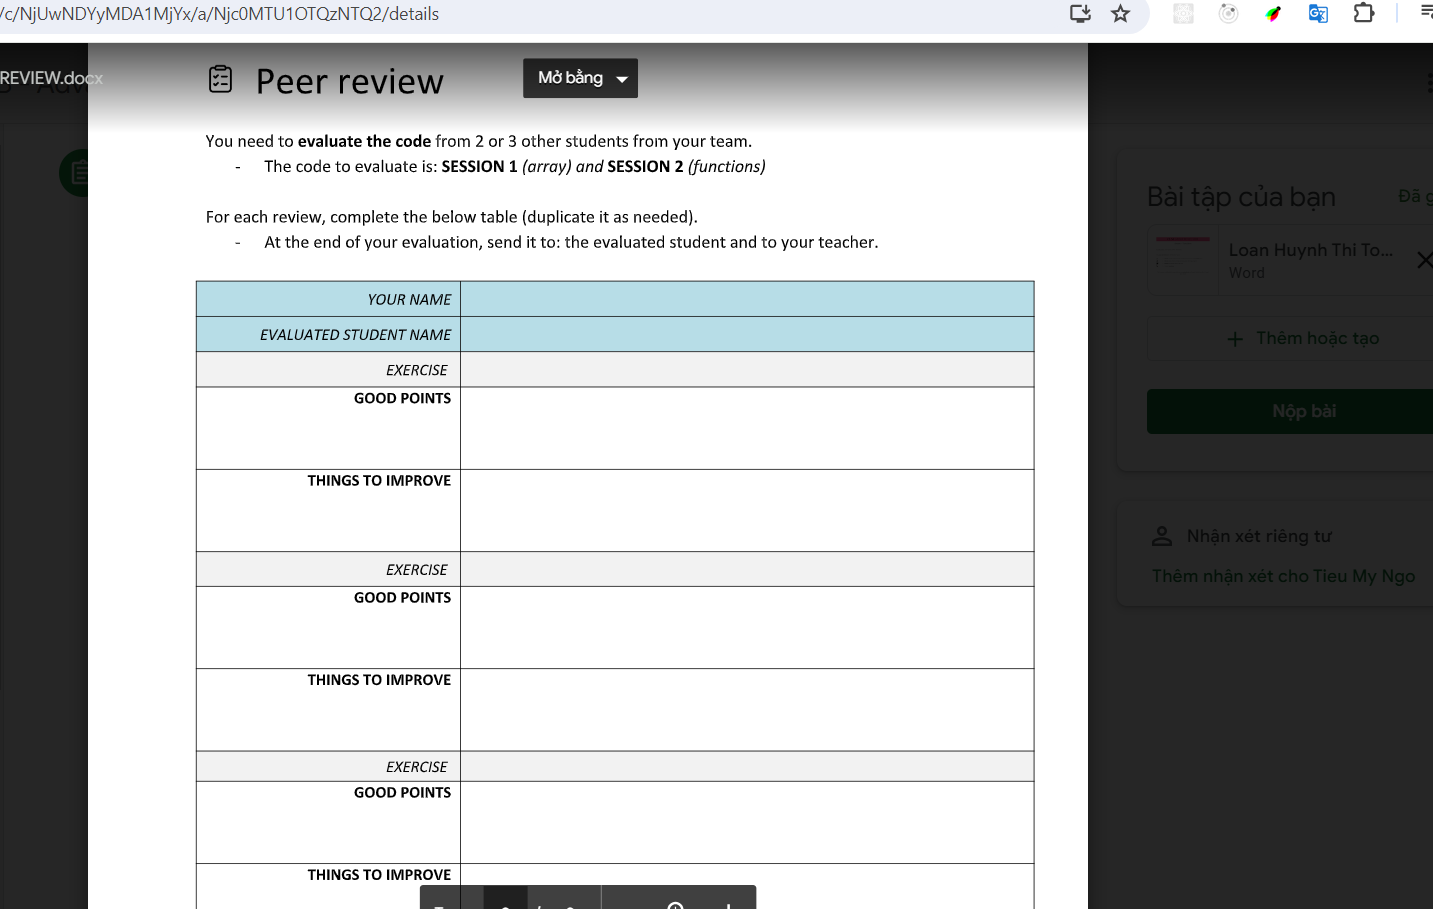 /c/NjUwNDYyMDA1MjYx/a/Njc0MTU1OTQzNTQ2/details
REVIEW.docx
Peer review
Mở bằng
You need to evaluate the code from 2 or 3 other students from your team.
- The code to evaluate is: SESSION 1 (array) and SESSION 2 (functions)
For each review, complete the below table (duplicate it as needed).
- At the end of your evaluation, send it to: the evaluated student and to your teacher.
YOUR NAME
EVALUATED STUDENT NAME
EXERCISE
GOOD POINTS
THINGS TO IMPROVE
EXERCISE
GOOD POINTS
THINGS TO IMPROVE
EXERCISE
GOOD POINTS
THINGS TO IMPROVE
Bài tập của bạn
Đã g
Loan Huynh Thi To...
Word
+ Thêm hoặc tạo
Nộp bài
Nhận xét riêng tư
Thêm nhận xét cho Tieu My Ngo